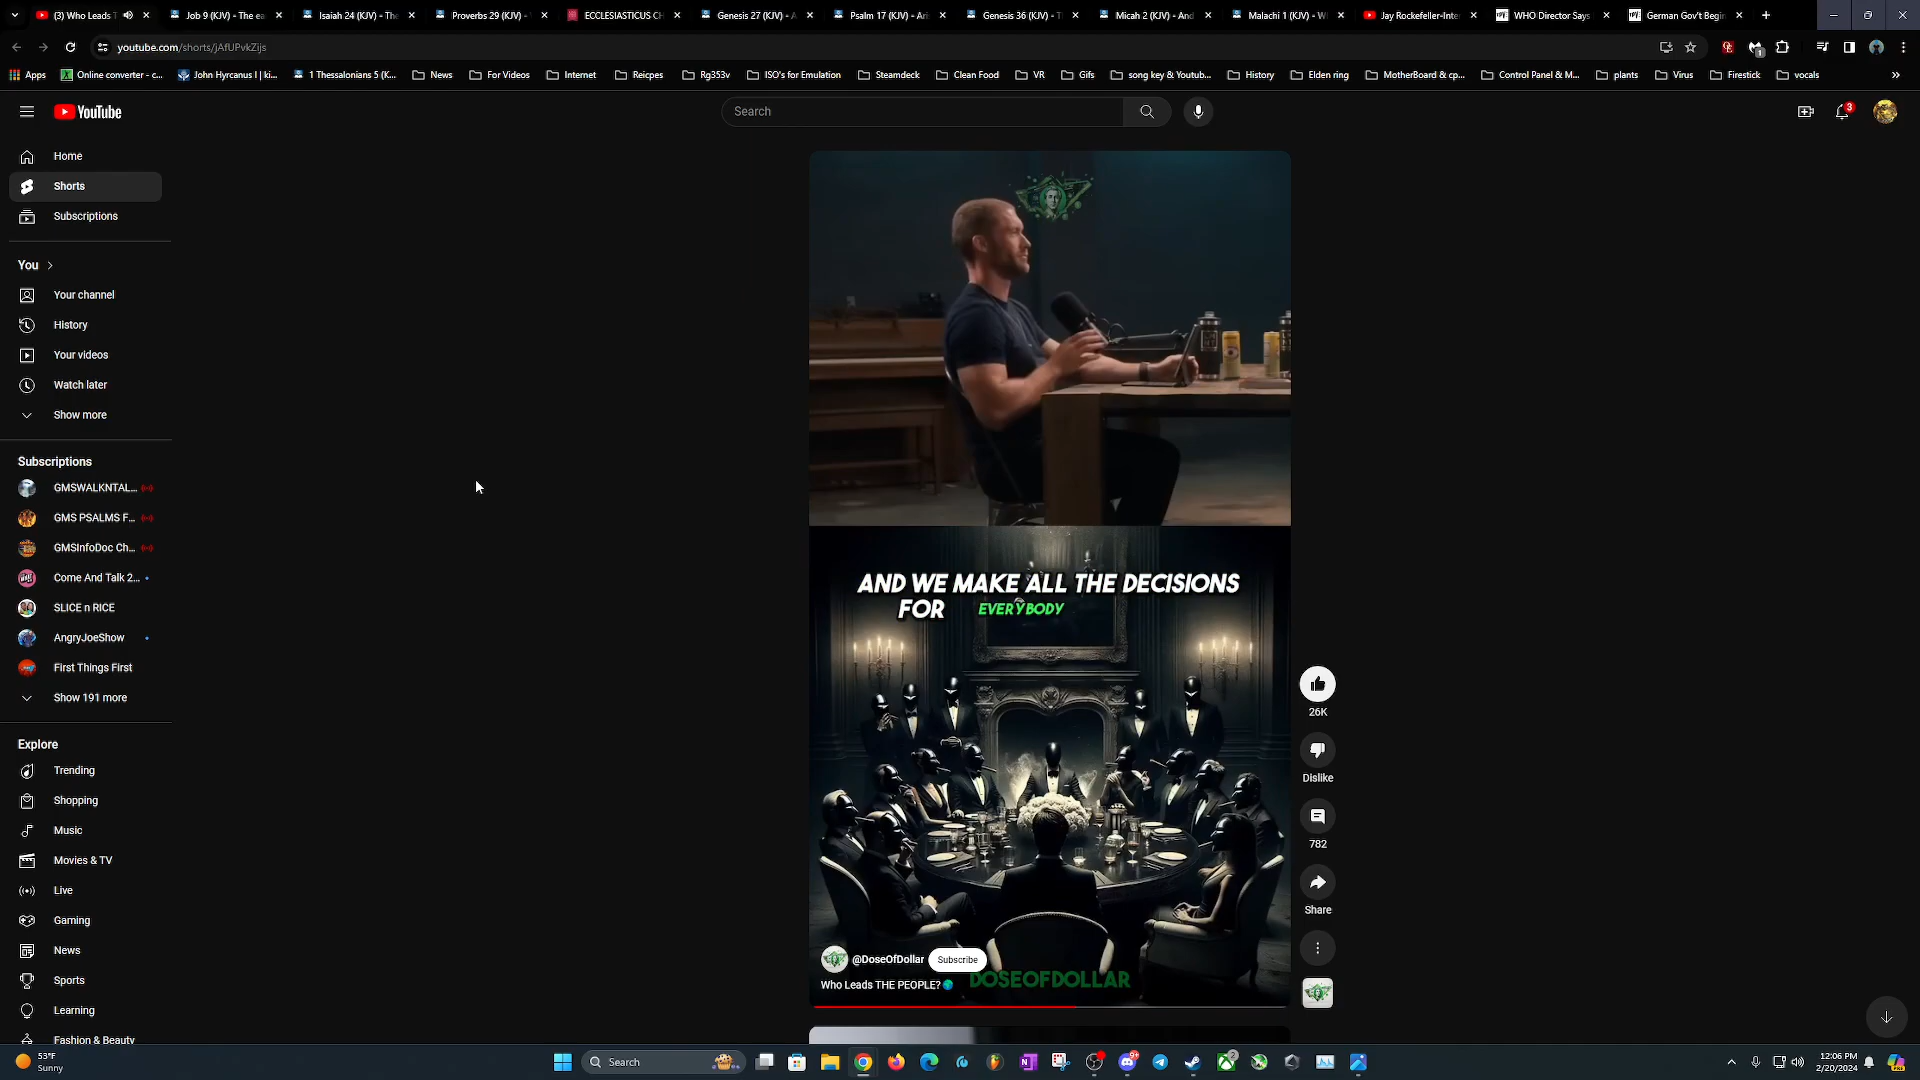 (3) Who Leads T
Job 9 (KJV) - The ea
Isaiah 24 (KJV) - The
Proverbs 29 (KJV) -
ECCLESIASTICUS CH
Genesis 27 (KJV) - A
Psalm 17 (KJV) - Ari
Genesis 36 (KJV) - T
Micah 2 (KJV) - And
Malachi 1 (KJV) - W
Jay Rockefeller-Inte
WHO Director Says
German Gov't Begin
youtube.com/shorts/jAfUPvkZijs
Apps
Online converter - c...
John Hyrcanus I | ki...
1 Thessalonians 5 (K...
News
For Videos
Internet
Reicpes
Rg353v
ISO's for Emulation
Steamdeck
Clean Food
VR
Gifs
song key & Youtub...
History
Elden ring
MotherBoard & cp...
Control Panel & M...
plants
Virus
Firestick
vocals
YouTube
Search
3
Home
Shorts
Subscriptions
You
Your channel
History
Your videos
Watch later
Show more
Subscriptions
GMSWALKNTAL...
GMS PSALMS F...
GMSInfoDoc Ch...
Come And Talk 2...
SLICE n RICE
AngryJoeShow
First Things First
Show 191 more
Explore
Trending
Shopping
Music
Movies & TV
Live
Gaming
News
Sports
Learning
Fashion & Beauty
AND WE MAKE ALL THE DECISIONS
FOR EVERYBODY
26K
Dislike
782
Share
@DoseOfDollar
Subscribe
DOSEOFDOLLAR
Who Leads THE PEOPLE?
53°F
Sunny
Search
12:06 PM
2/20/2024